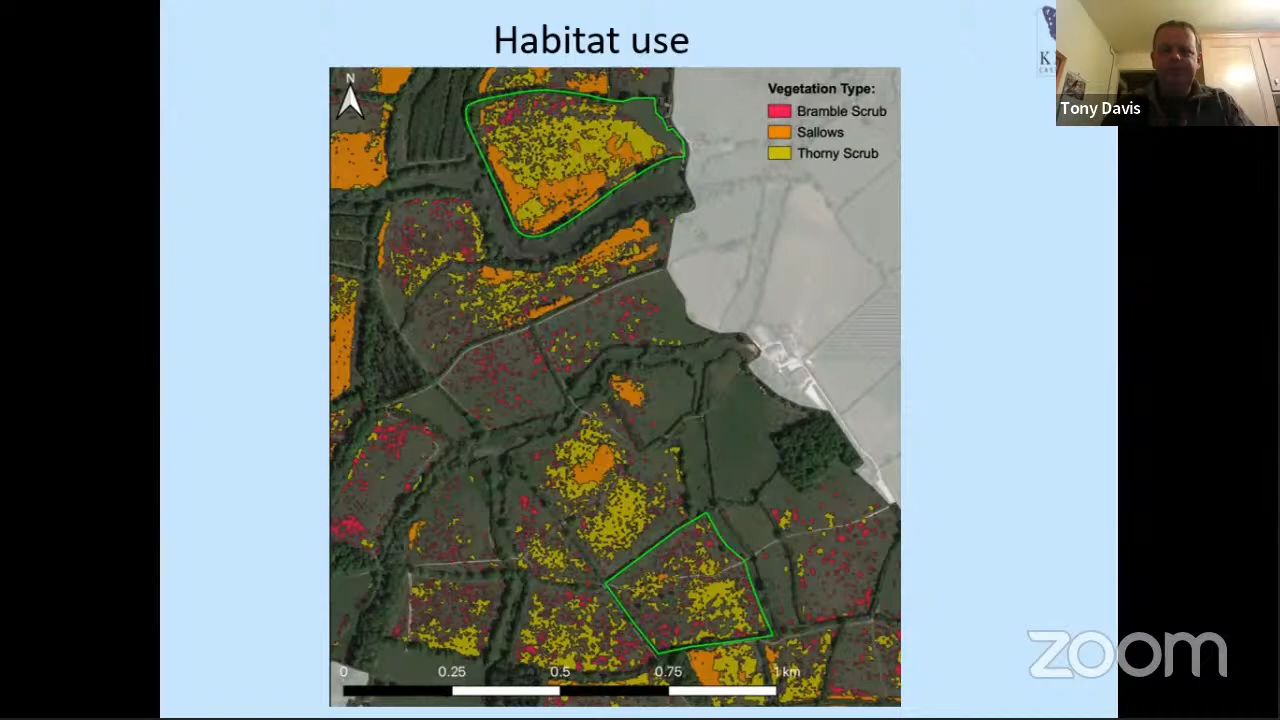 Habitat use
N
Vegetation Type:
Bramble Scrub
Sallows
Thorny Scrub
0 0.25 0.5 0.75 1 km
Tony Davis
zoom